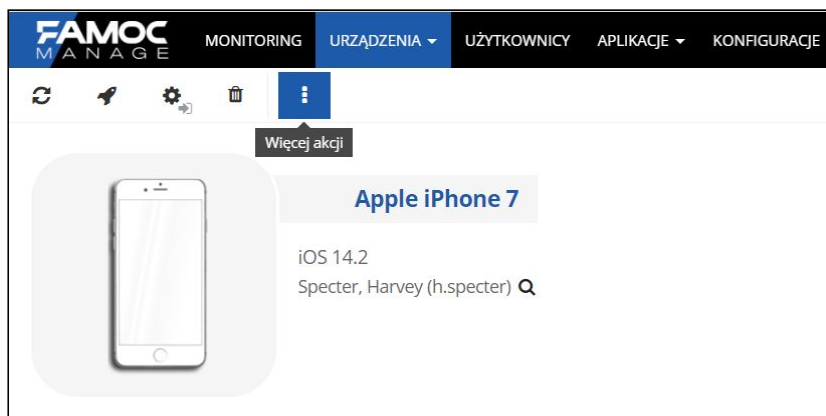 FAMOC
MANAGE
MONITORING URZĄDZENIA UŻYTKOWNICY APLIKACJE KONFIGURACJE
Więcej akcji
Apple iPhone 7
iOS 14.2
Specter, Harvey (h.specter)